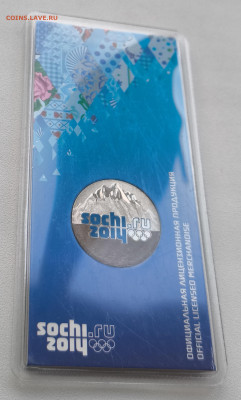 COINS.LAVE.RU
sochi.ru
2014
sochi.ru
2014
ОФИЦИАЛЬНАЯ ЛИЦЕНЗИОННАЯ ПРОДУКЦИЯ
OFFICIAL LICENSED MERCHANDISE